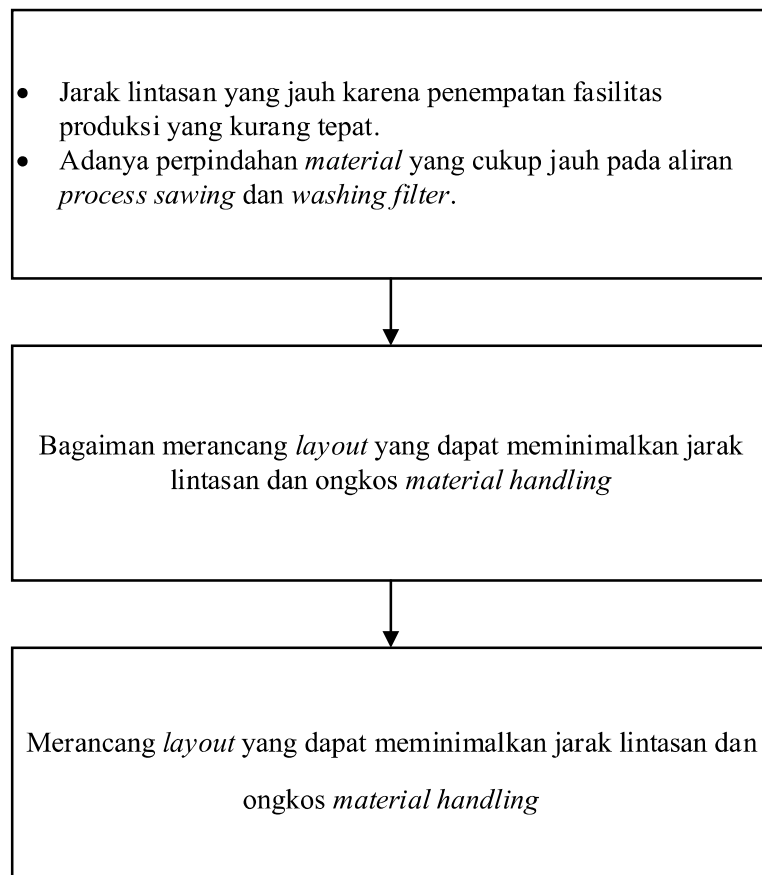 • Jarak lintasan yang jauh karena penempatan fasilitas
produksi yang kurang tepat.
• Adanya perpindahan material yang cukup jauh pada aliran
process sawing dan washing filter.
Bagaiman merancang layout yang dapat meminimalkan jarak
lintasan dan ongkos material handling
Merancang layout yang dapat meminimalkan jarak lintasan dan
ongkos material handling